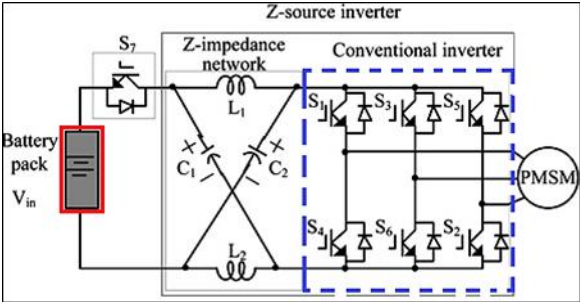 Z-source inverter
S7
Z-impedance
network
Conventional inverter
L1
S1
S3
S5
Battery
pack
Vin
+
C1
−
+
C2
−
PMSM
S4
S6
S2
L2